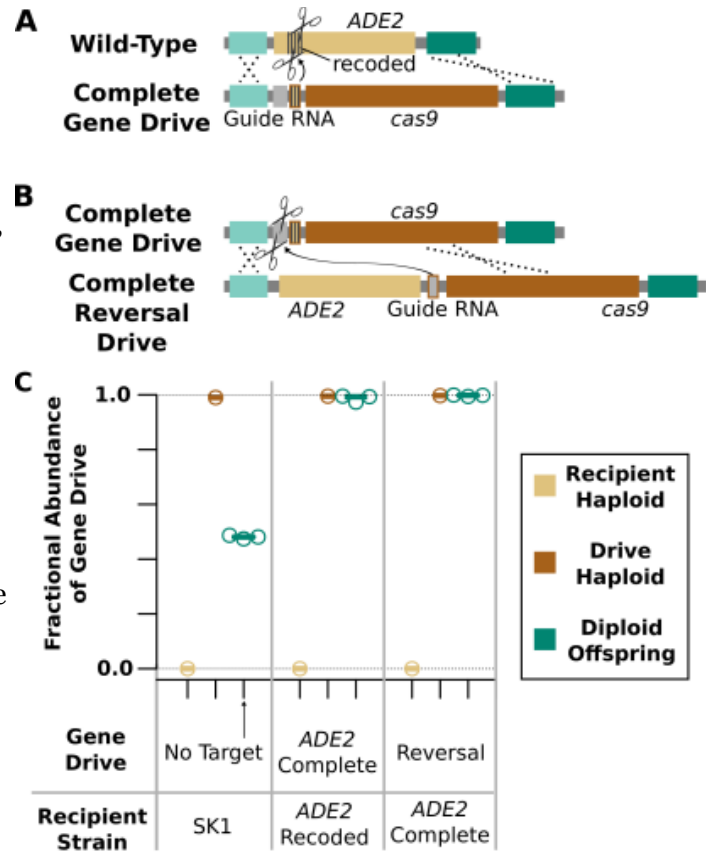 A
ADE2
Wild-Type
recoded
Complete
Gene Drive
Guide RNA
cas9
B
,
Complete
Gene Drive
cas9
Complete
Reversal
Drive
ADE2
Guide RNA
cas9
C
1.0
Fractional Abundance
of Gene Drive
0.0
e
Recipient
Haploid
Drive
Haploid
Diploid
Offspring
Gene
Drive
No Target
ADE2
Complete
Reversal
Recipient
Strain
SK1
ADE2
Recoded
ADE2
Complete